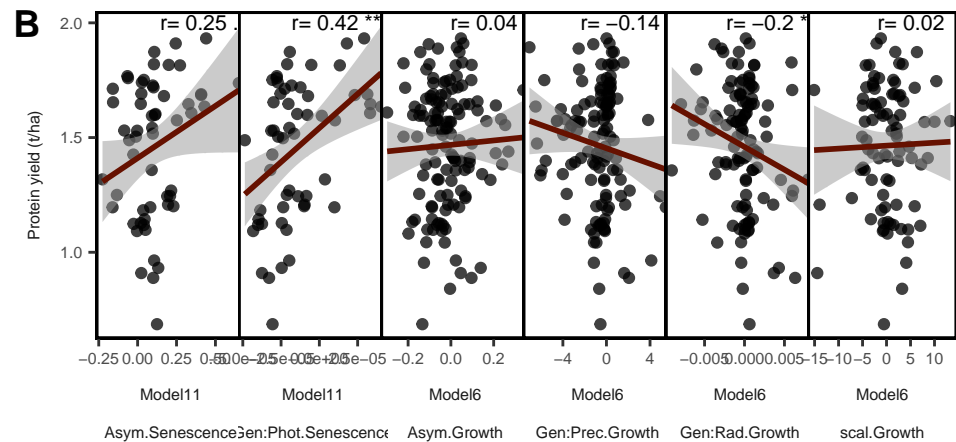 B
r= 0.25 .
r= 0.42 **
r= 0.04
r= −0.14
r= −0.2 *
r= 0.02
Protein yield (t/ha)
2.0
1.5
1.0
−0.25 0.00 0.25
−0.2 0.0 0.2
−4 0 4
−0.005 0.000 0.005
−15 −10 −5 0 5 10
Model11 Model11 Model6 Model6 Model6 Model6
Asym.Senescence Gen:Phot.Senescence Asym.Growth Gen:Prec.Growth Gen:Rad.Growth scal.Growth